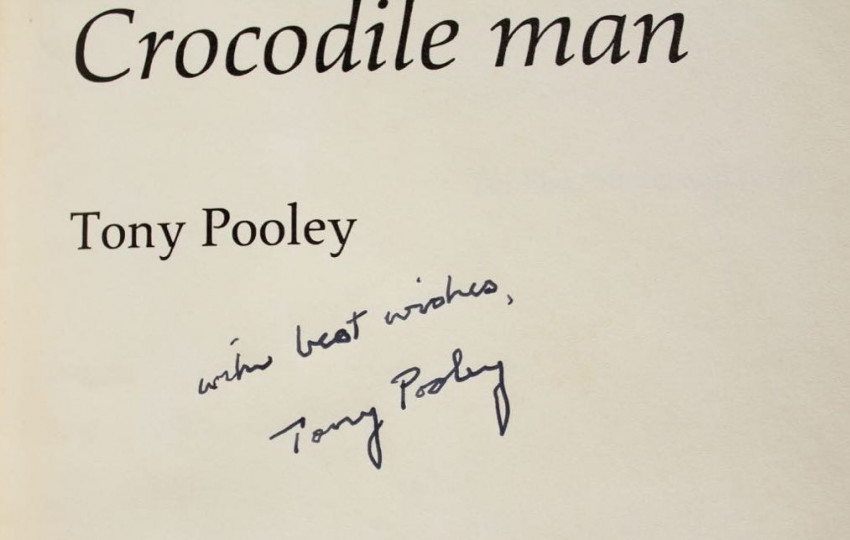 Crocodile man
Tony Pooley
with best wishes,
Tony Pooley